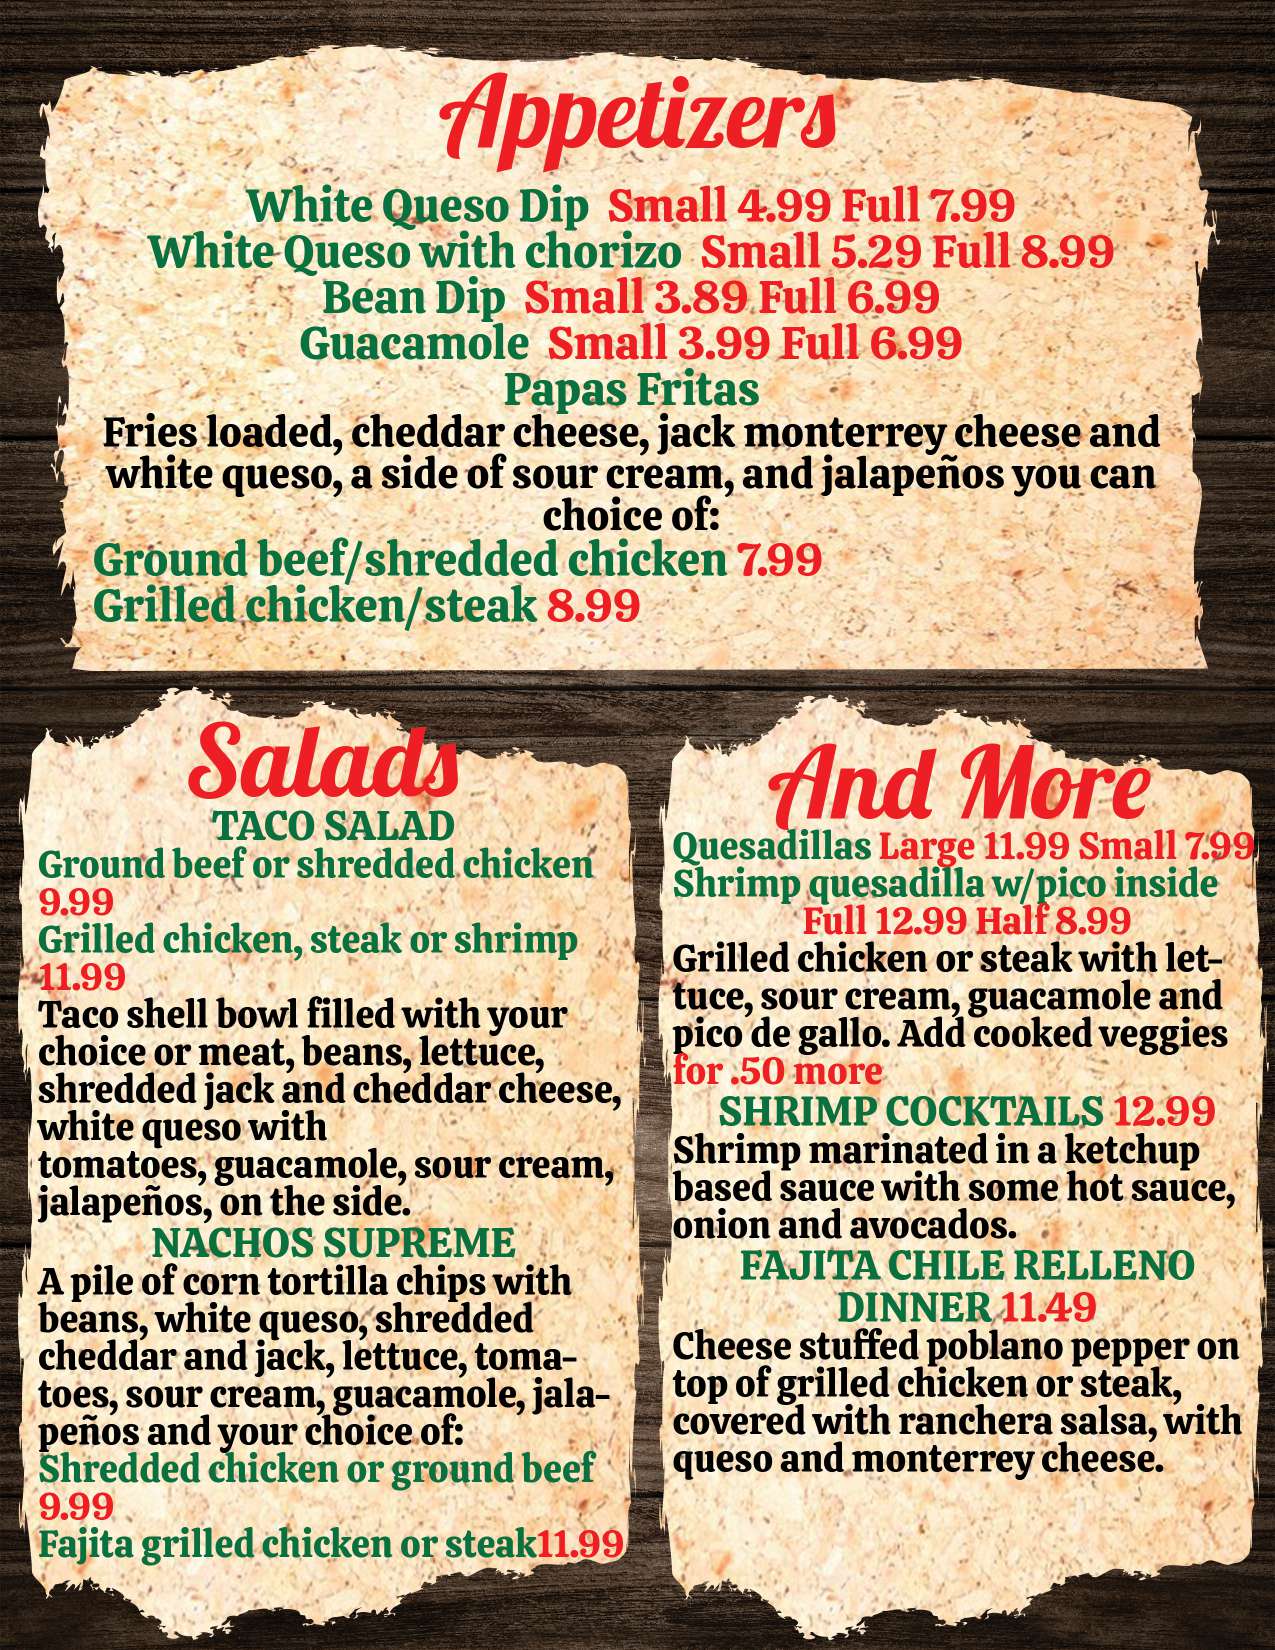 Appetizers
White Queso Dip Small 4.99 Full 7.99
White Queso with chorizo Small 5.29 Full 8.99
Bean Dip Small 3.89 Full 6.99
Guacamole Small 3.99 Full 6.99
Papas Fritas
Fries loaded, cheddar cheese, jack monterrey cheese and
white queso, a side of sour cream, and jalapeños you can
choice of:
Ground beef/shredded chicken 7.99
Grilled chicken/steak 8.99
Salads
TACO SALAD
Ground beef or shredded chicken
9.99
Grilled chicken, steak or shrimp
11.99
Taco shell bowl filled with your
choice or meat, beans, lettuce,
shredded jack and cheddar cheese,
white queso with
tomatoes, guacamole, sour cream,
jalapeños, on the side.
NACHOS SUPREME
A pile of corn tortilla chips with
beans, white queso, shredded
cheddar and jack, lettuce, toma-
toes, sour cream, guacamole, jala-
peños and your choice of:
Shredded chicken or ground beef
9.99
Fajita grilled chicken or steak11.99
And More
Quesadillas Large 11.99 Small 7.99
Shrimp quesadilla w/pico inside
Full 12.99 Half 8.99
Grilled chicken or steak with let-
tuce, sour cream, guacamole and
pico de gallo. Add cooked veggies
for .50 more
SHRIMP COCKTAILS 12.99
Shrimp marinated in a ketchup
based sauce with some hot sauce,
onion and avocados.
FAJITA CHILE RELLENO
DINNER 11.49
Cheese stuffed poblano pepper on
top of grilled chicken or steak,
covered with ranchera salsa, with
queso and monterrey cheese.